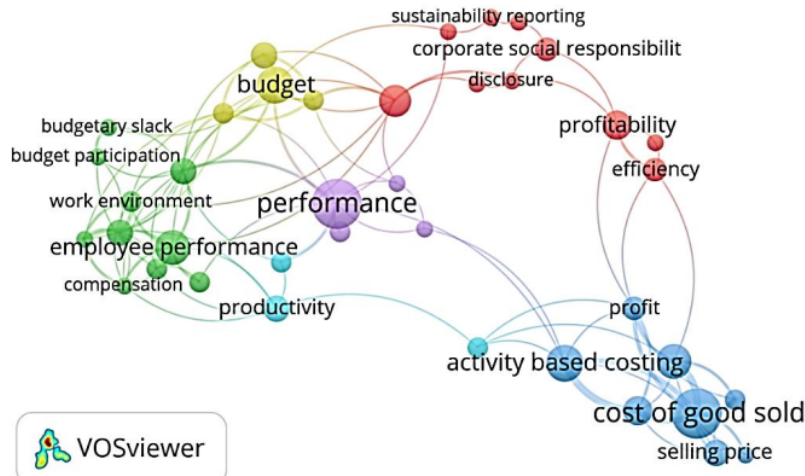 sustainability reporting
corporate social responsibilit
budget
disclosure
budgetary slack
profitability
budget participation
efficiency
work environment
performance
employee performance
compensation
productivity
profit
activity based costing
cost of good sold
selling price
VOSviewer